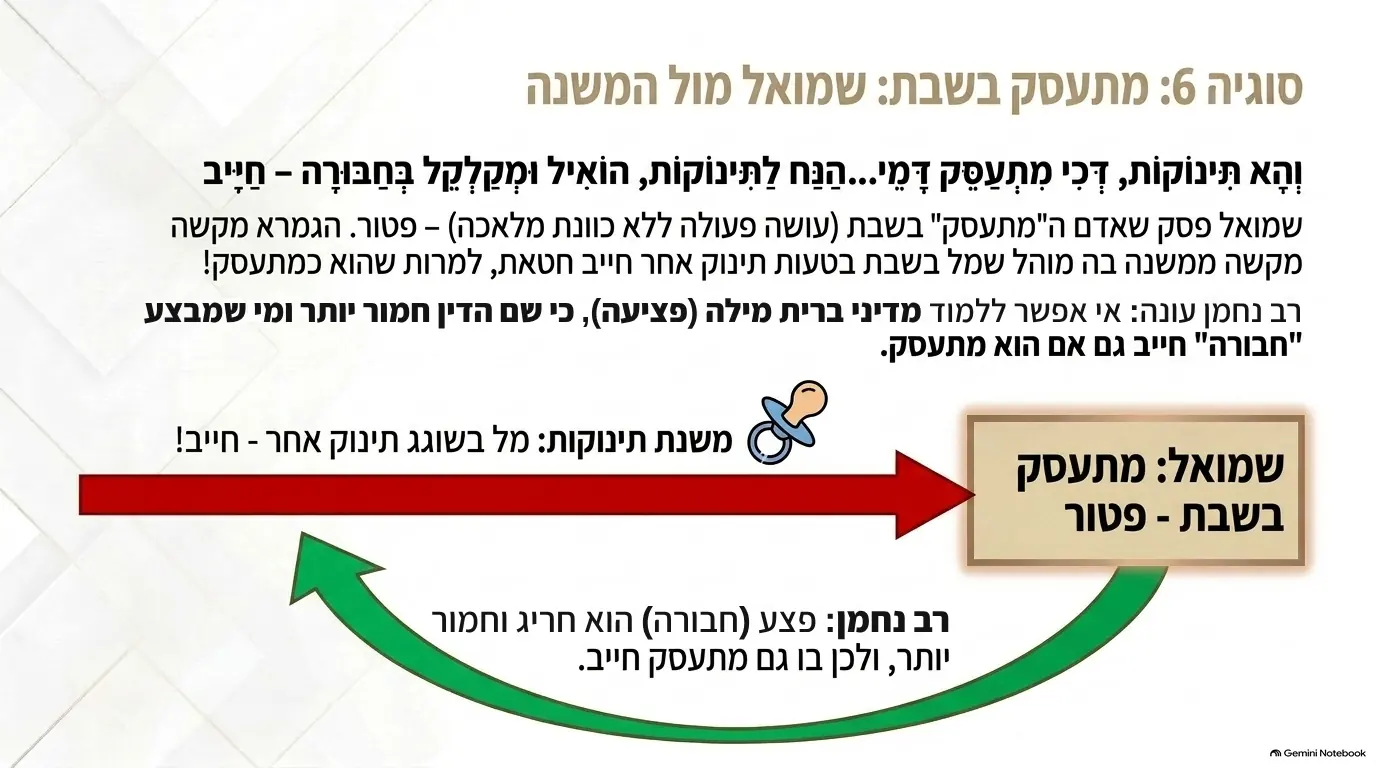 סוגיה 6: מתעסק בשבת: שמואל מול המשנה
וְהָא תִּינוֹקוֹת, דְּכִי מִתְעַסֵּק דָּמֵי...הַנַּח לַתִּינוֹקוֹת, הוֹאִיל וּמְקַלְקֵל בְּחַבּוּרָה – חַיָּיב
שמואל פסק שאדם ה"מתעסק" בשבת (עושה פעולה ללא כוונת מלאכה) – פטור. הגמרא מקשה
מקשה ממשנה בה מוהל שמל בשבת בטעות תינוק אחר חייב חטאת, למרות שהוא כמתעסק!
רב נחמן עונה: אי אפשר ללמוד מדיני ברית מילה (פציעה), כי שם הדין חמור יותר ומי שמבצע
"חבורה" חייב גם אם הוא מתעסק.
משנת תינוקות: מל בשוגג תינוק אחר - חייב!
שמואל: מתעסק
בשבת - פטור
רב נחמן: פצע (חבורה) הוא חריג וחמור
יותר, ולכן בו גם מתעסק חייב.
Gemini Notebook